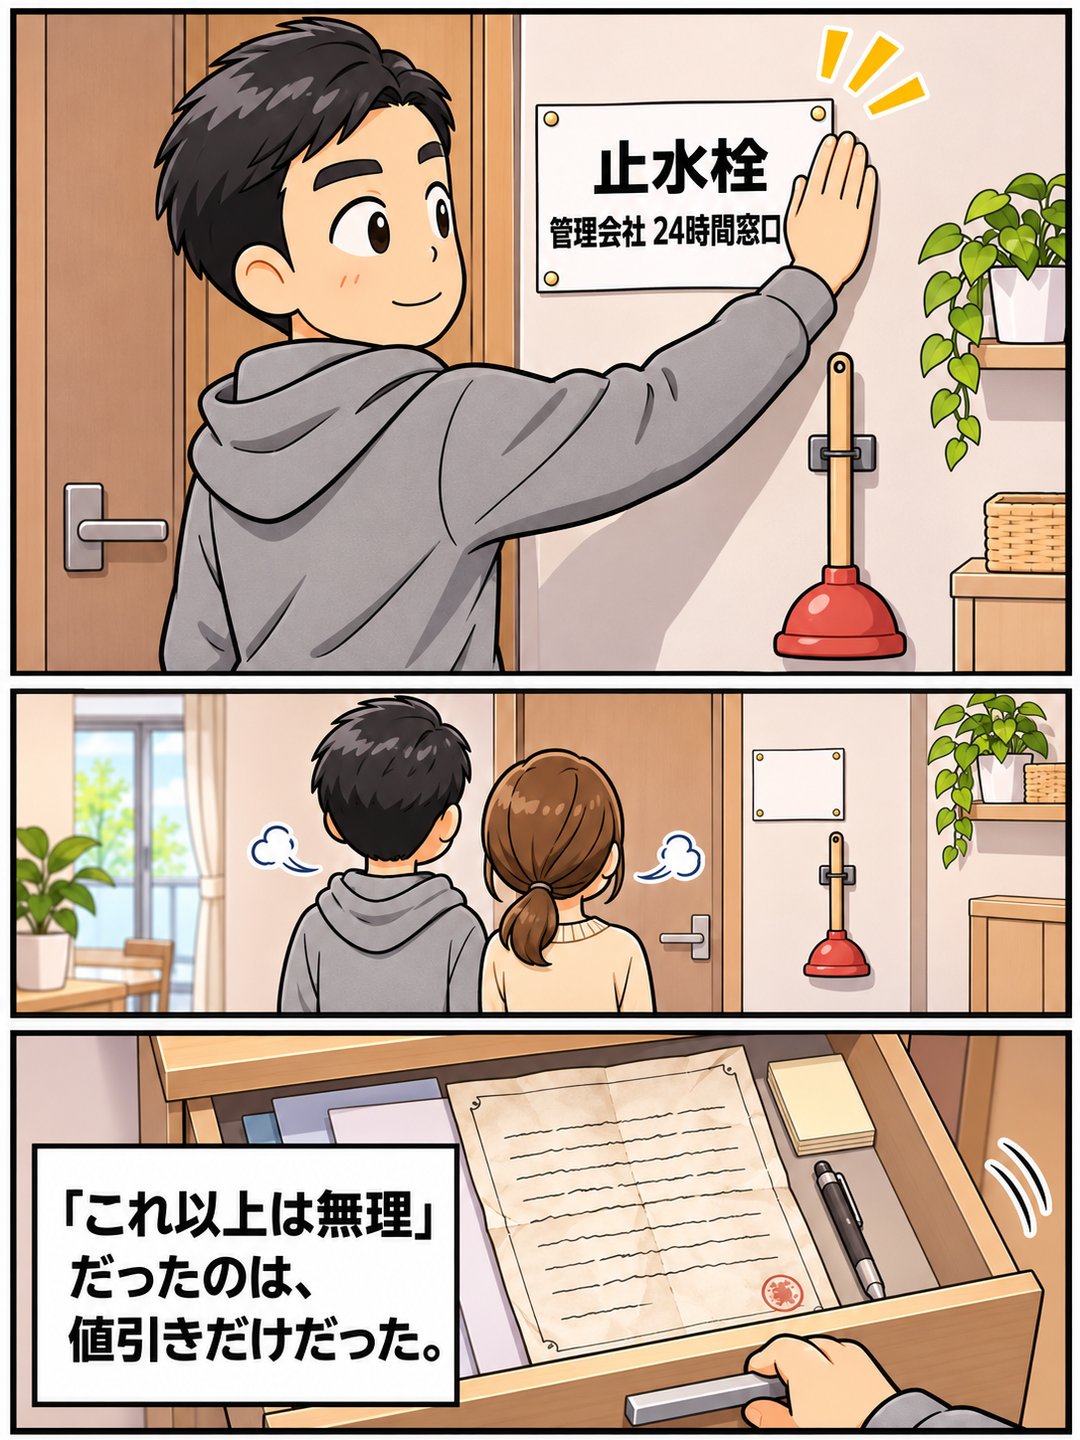 止水栓
管理会社 24時間窓口
「これ以上は無理」
だったのは、
値引きだけだった。